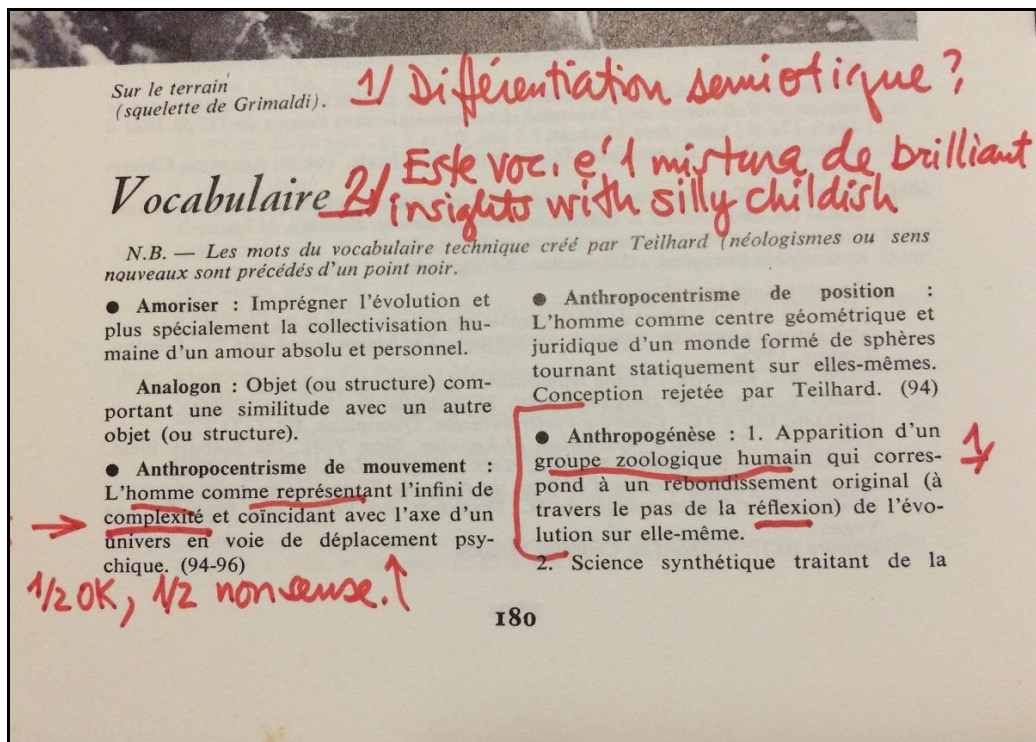 Sur le terrain
(squelette de Grimaldi).
1/ Différentiation semiotique?
2/ Este voc. e' 1 mistura de brilliant
insights with silly childish
Vocabulaire
N.B. — Les mots du vocabulaire technique créé par Teilhard (néologismes ou sens
nouveaux sont précédés d'un point noir.
● Amoriser : Imprégner l'évolution et
plus spécialement la collectivisation hu-
maine d'un amour absolu et personnel.
Analogon : Objet (ou structure) com-
portant une similitude avec un autre
objet (ou structure).
● Anthropocentrisme de mouvement :
L'homme comme représentant l'infini de
complexité et coïncidant avec l'axe d'un
univers en voie de déplacement psy-
chique. (94-96)
1/2 OK, 1/2 nonsense.
● Anthropocentrisme de position :
L'homme comme centre géométrique et
juridique d'un monde formé de sphères
tournant statiquement sur elles-mêmes.
Conception rejetée par Teilhard. (94)
● Anthropogénèse : 1. Apparition d'un
groupe zoologique humain qui corres-
pond à un rebondissement original (à
travers le pas de la réflexion) de l'évo-
lution sur elle-même.
1/
2. Science synthétique traitant de la
180